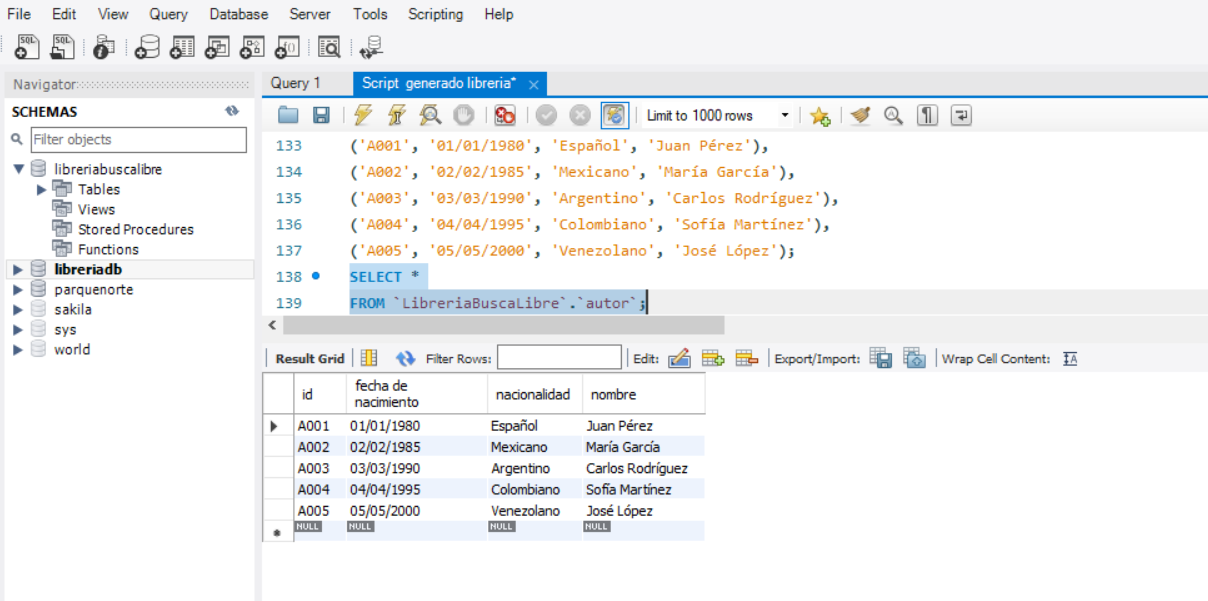 File Edit View Query Database Server Tools Scripting Help
SQL SQL
Navigator
SCHEMAS
Filter objects
libreriabuscalibre
Tables
Views
Stored Procedures
Functions
libreriadb
parquenorte
sakila
sys
world
Query 1 Script generado libreria*
Limit to 1000 rows
133 ('A001', '01/01/1980', 'Español', 'Juan Pérez'),
134 ('A002', '02/02/1985', 'Mexicano', 'María García'),
135 ('A003', '03/03/1990', 'Argentino', 'Carlos Rodríguez'),
136 ('A004', '04/04/1995', 'Colombiano', 'Sofía Martínez'),
137 ('A005', '05/05/2000', 'Venezolano', 'José López');
138 SELECT *
139 FROM `LibreriaBuscaLibre`.`autor`;
Result Grid Filter Rows: Edit: Export/Import: Wrap Cell Content:
id fecha de nacimiento nacionalidad nombre
A001 01/01/1980 Español Juan Pérez
A002 02/02/1985 Mexicano María García
A003 03/03/1990 Argentino Carlos Rodríguez
A004 04/04/1995 Colombiano Sofía Martínez
A005 05/05/2000 Venezolano José López
NULL NULL NULL NULL